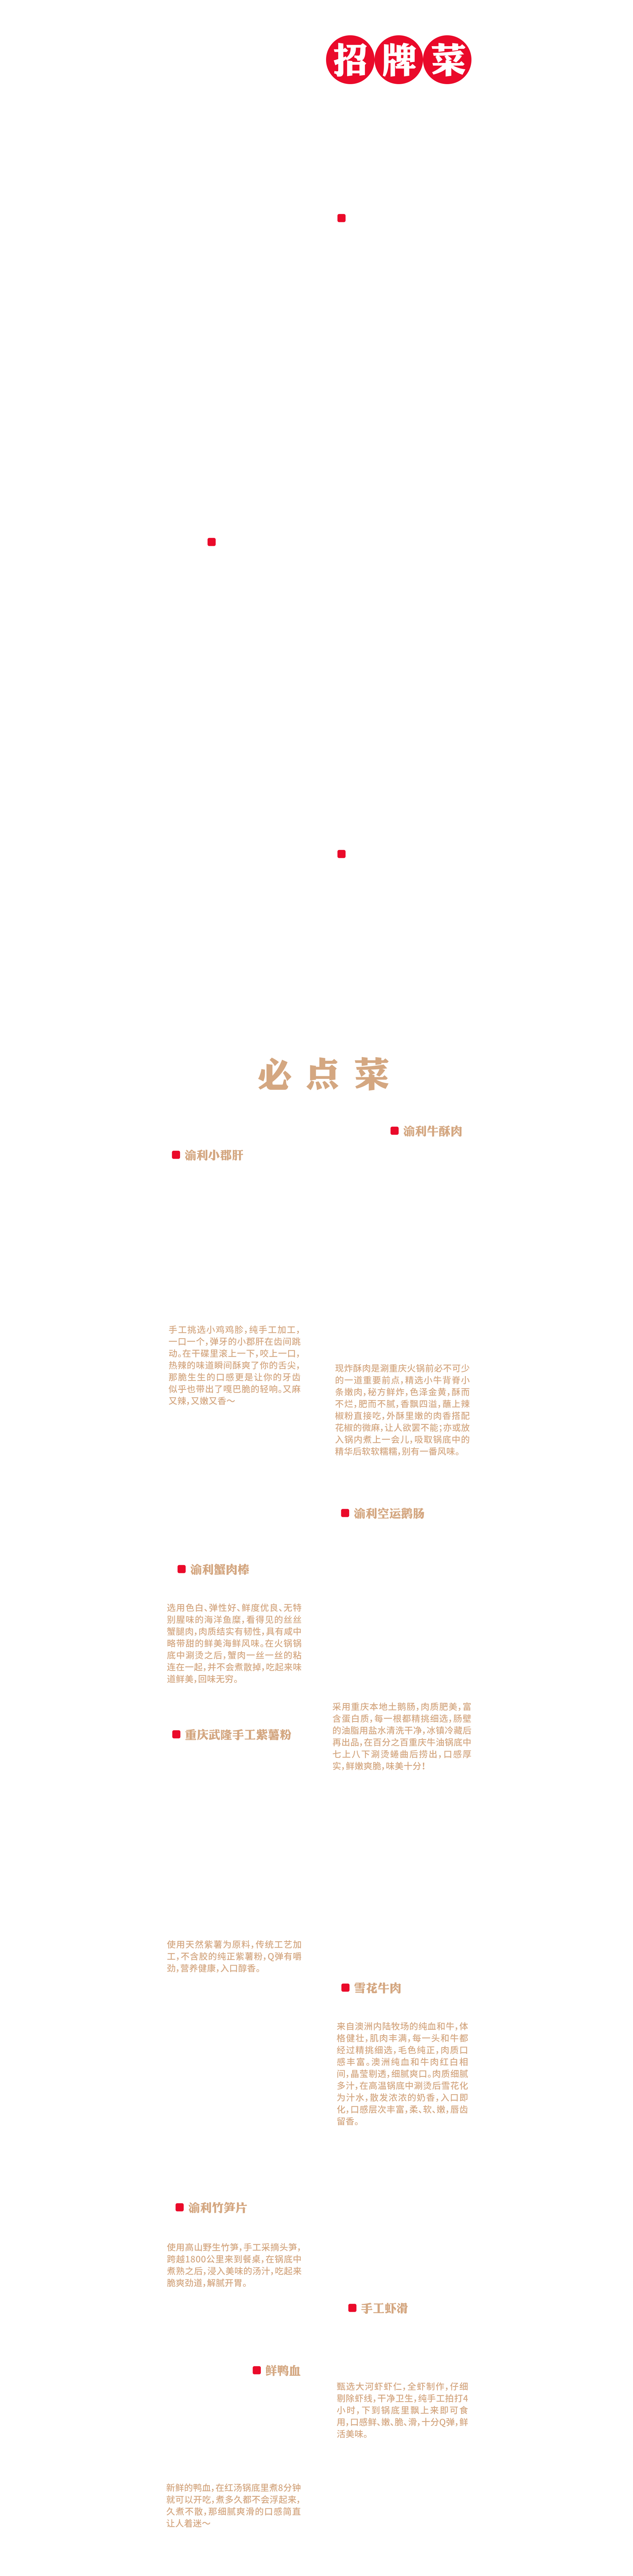 招牌菜
必点菜
渝利牛酥肉
渝利小郡肝
手工挑选小鸡鸡胗，纯手工加工，
一口一个，弹牙的小郡肝在齿间跳
动。在干碟里滚上一下，咬上一口，
热辣的味道瞬间酥爽了你的舌尖，
那脆生生的口感更是让你的牙齿
似乎也带出了嘎巴脆的轻响。又麻
又辣，又嫩又香～
现炸酥肉是涮重庆火锅前必不可少
的一道重要前点，精选小牛背脊小
条嫩肉，秘方鲜炸，色泽金黄，酥而
不烂，肥而不腻，香飘四溢，蘸上辣
椒粉直接吃，外酥里嫩的肉香搭配
花椒的微麻，让人欲罢不能；亦或放
入锅内煮上一会儿，吸取锅底中的
精华后软软糯糯，别有一番风味。
渝利空运鹅肠
渝利蟹肉棒
选用色白、弹性好、鲜度优良、无特
别腥味的海洋鱼糜，看得见的丝丝
蟹腿肉，肉质结实有韧性，具有咸中
略带甜的鲜美海鲜风味。在火锅锅
底中涮烫之后，蟹肉一丝一丝的粘
连在一起，并不会煮散掉，吃起来味
道鲜美，回味无穷。
采用重庆本地土鹅肠，肉质肥美，富
含蛋白质，每一根都精挑细选，肠壁
的油脂用盐水清洗干净，冰镇冷藏后
再出品，在百分之百重庆牛油锅底中
七上八下涮烫蜷曲后捞出，口感厚
实，鲜嫩爽脆，味美十分！
重庆武隆手工紫薯粉
使用天然紫薯为原料，传统工艺加
工，不含胶的纯正紫薯粉，Q弹有嚼
劲，营养健康，入口醇香。
雪花牛肉
来自澳洲内陆牧场的纯血和牛，体
格健壮，肌肉丰满，每一头和牛都
经过精挑细选，毛色纯正，肉质口
感丰富。澳洲纯血和牛肉红白相
间，晶莹剔透，细腻爽口。肉质细腻
多汁，在高温锅底中涮烫后雪花化
为汁水，散发浓浓的奶香，入口即
化，口感层次丰富，柔、软、嫩，唇齿
留香。
渝利竹笋片
使用高山野生竹笋，手工采摘头笋，
跨越1800公里来到餐桌，在锅底中
煮熟之后，浸入美味的汤汁，吃起来
脆爽劲道，解腻开胃。
手工虾滑
甄选大河虾虾仁，全虾制作，仔细
剔除虾线，干净卫生，纯手工拍打4
小时，下到锅底里飘上来即可食
用，口感鲜、嫩、脆、滑，十分Q弹，鲜
活美味。
鲜鸭血
新鲜的鸭血，在红汤锅底里煮8分钟
就可以开吃，煮多久都不会浮起来，
久煮不散，那细腻爽滑的口感简直
让人着迷～